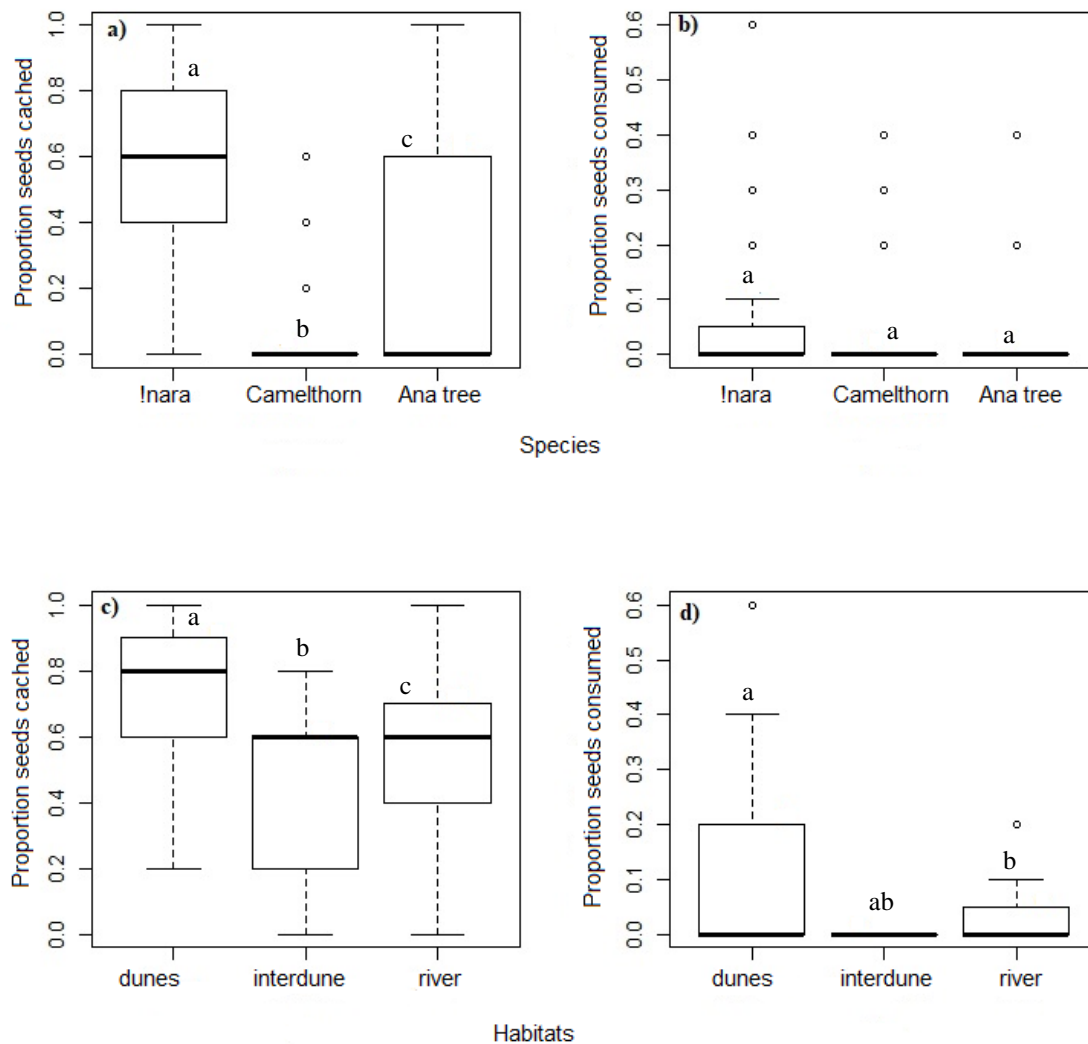 a)
Proportion seeds cached
1.0
0.8
0.6
0.4
0.2
0.0
a
b
c
!nara Camelthorn Ana tree
b)
Proportion seeds consumed
0.6
0.5
0.4
0.3
0.2
0.1
0.0
a
a
a
!nara Camelthorn Ana tree
Species
c)
Proportion seeds cached
1.0
0.8
0.6
0.4
0.2
0.0
a
b
c
dunes interdune river
d)
Proportion seeds consumed
0.6
0.5
0.4
0.3
0.2
0.1
0.0
a
ab
b
dunes interdune river
Habitats